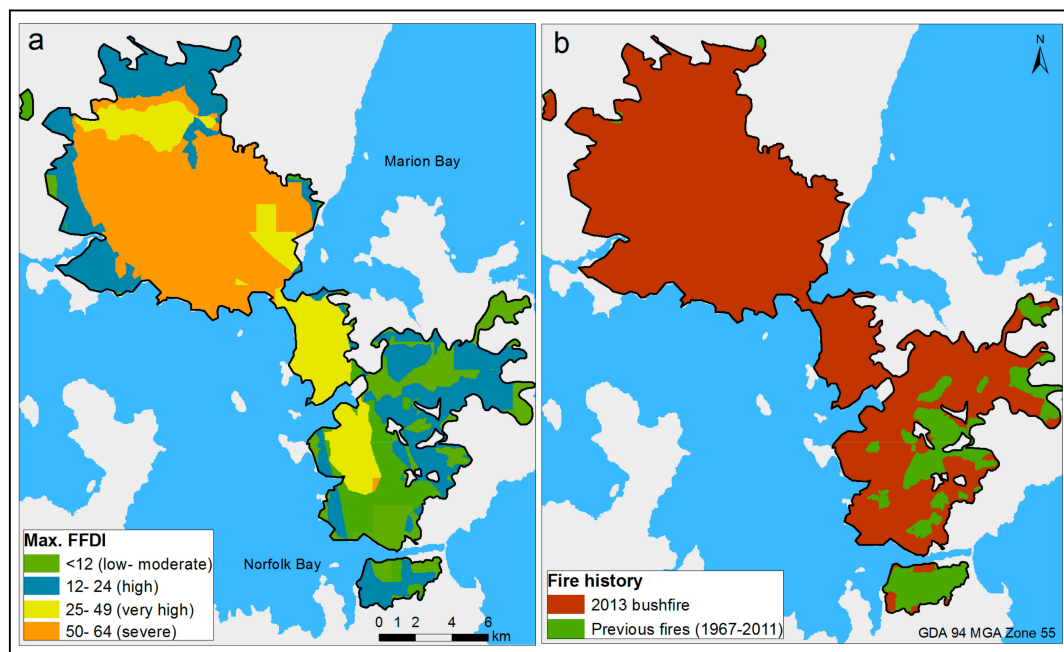 a
Marion Bay
Norfolk Bay
Max. FFDI
<12 (low- moderate)
12- 24 (high)
25- 49 (very high)
50- 64 (severe)
0 1 2 4 6
km
b
N
Fire history
2013 bushfire
Previous fires (1967-2011)
GDA 94 MGA Zone 55